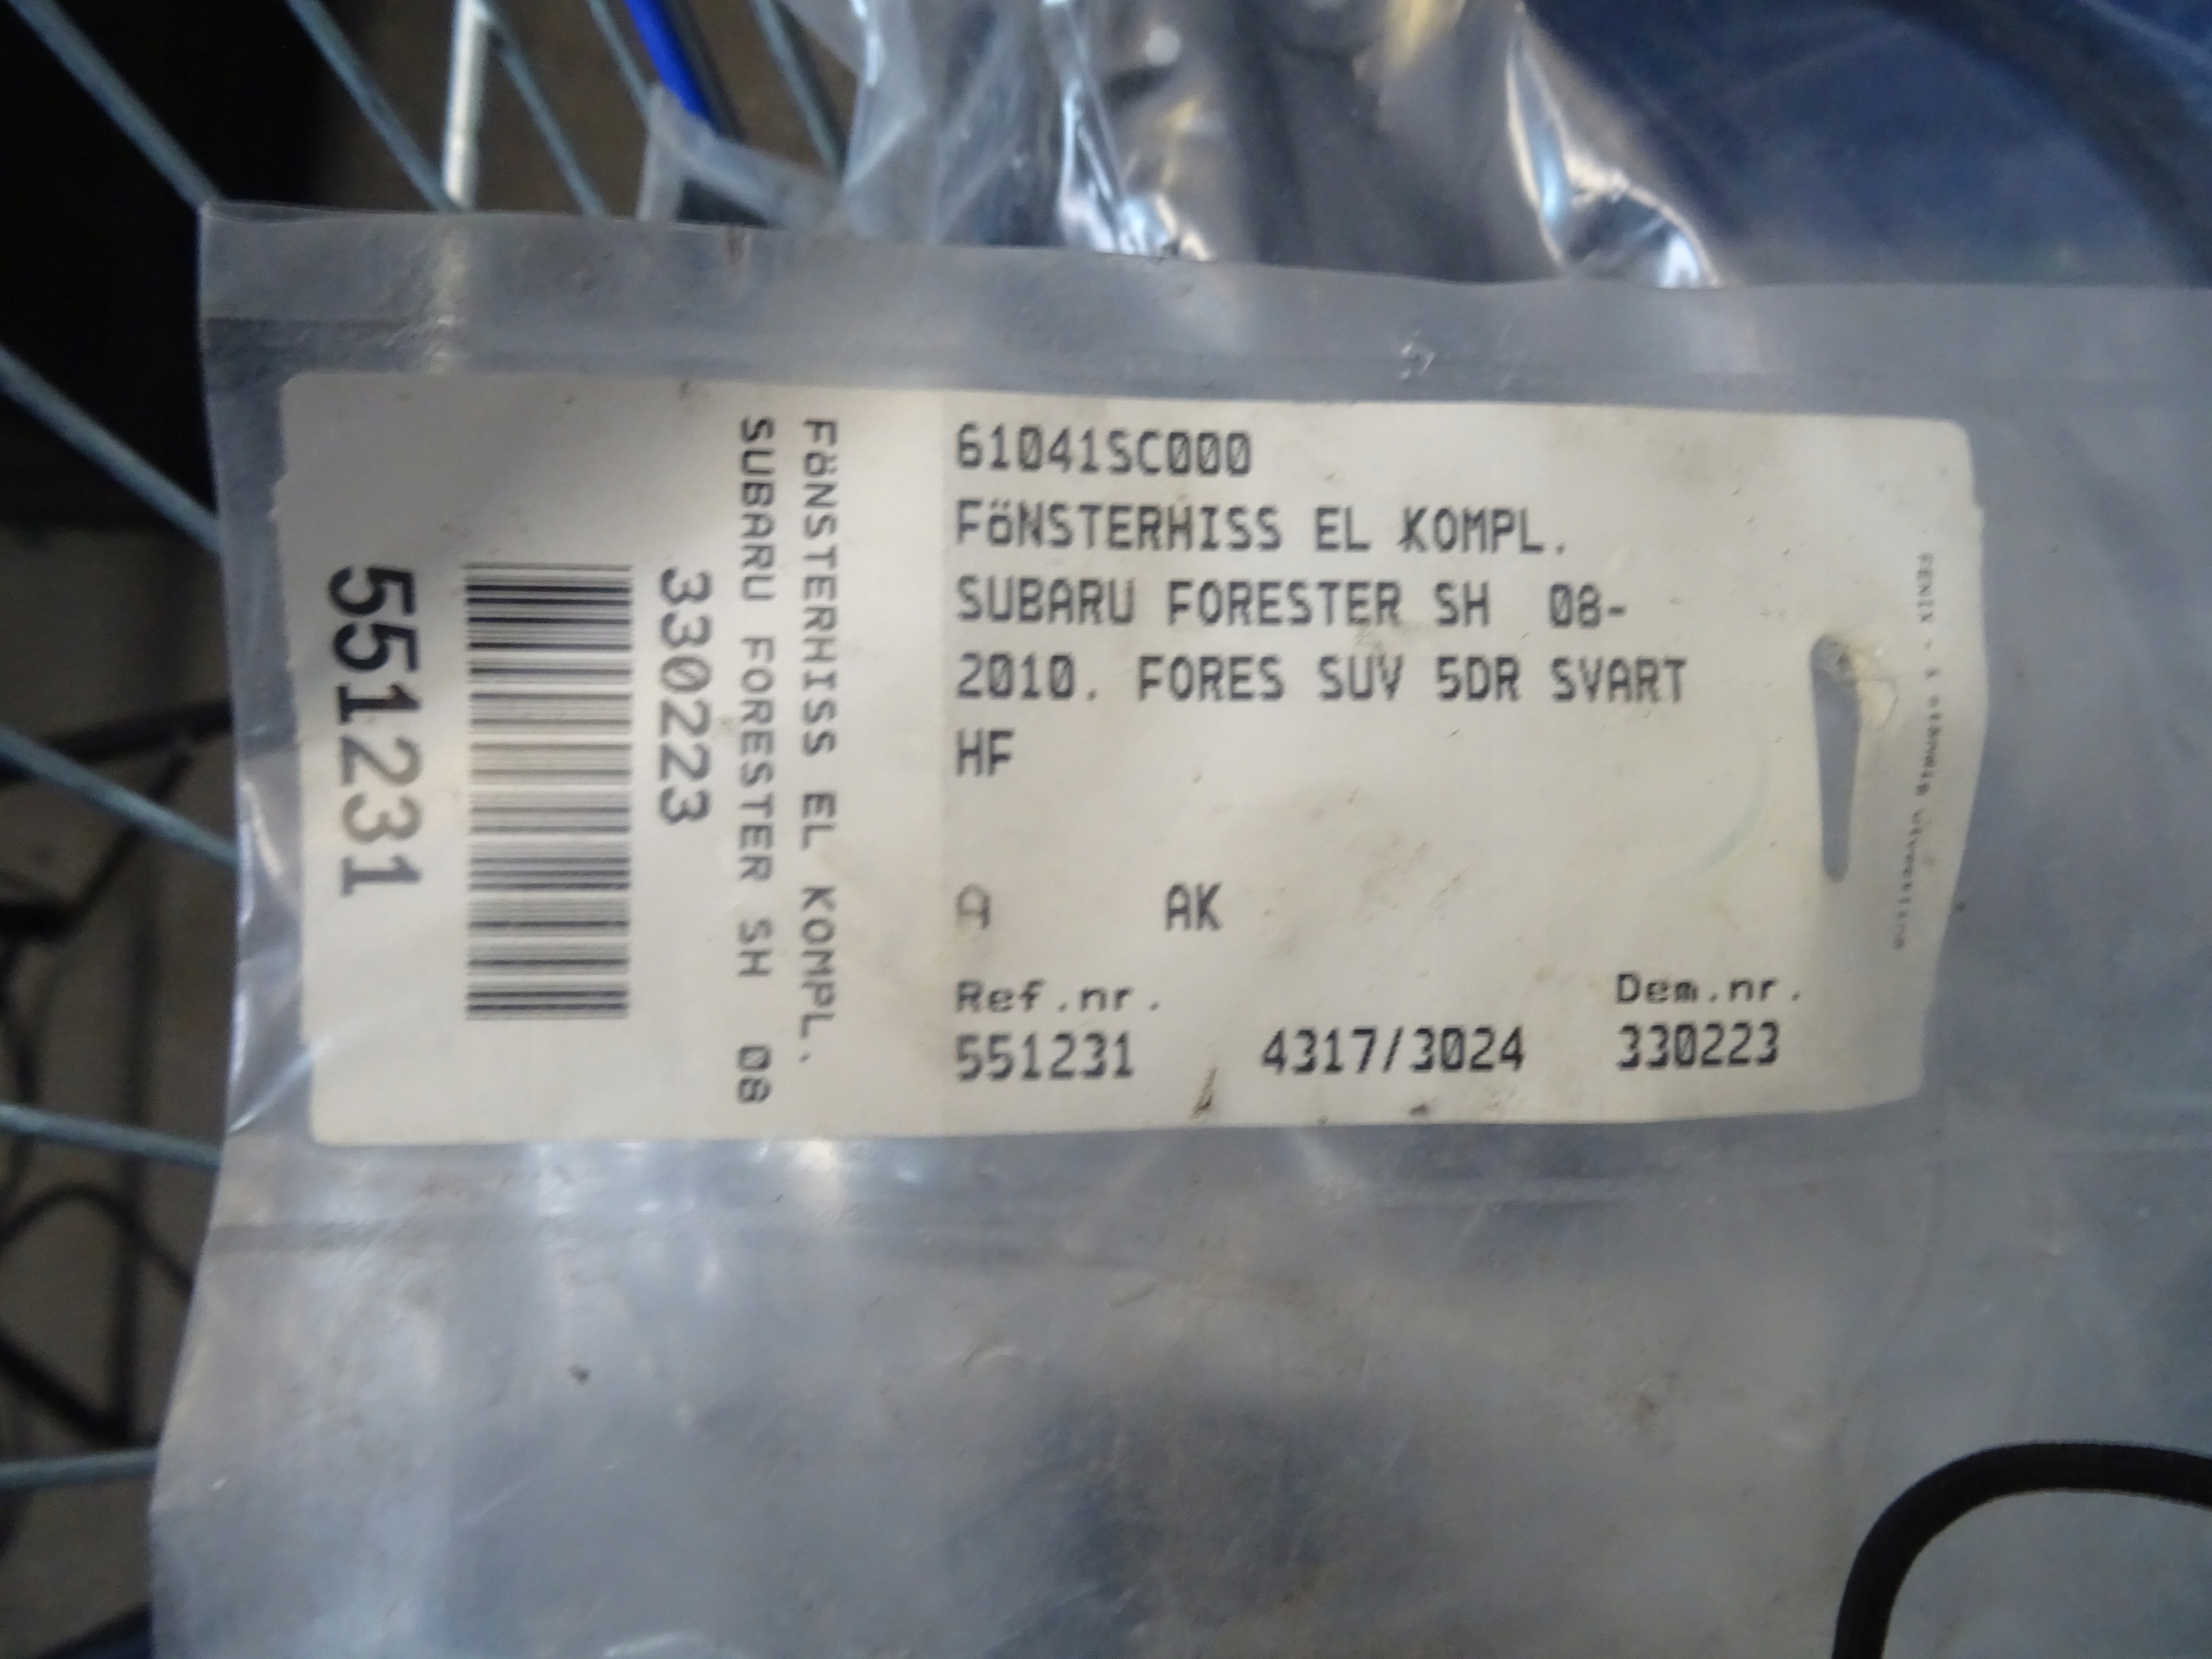 61041SC000
FöNSTERHISS EL KOMPL.
SUBARU FORESTER SH 08-
2010. FORES SUV 5DR SVART
HF
AK
Ref.nr.
Dem.nr.
551231 4317/3024 330223
FöNSTERHISS EL KOMPL.
SUBARU FORESTER SH 08
330223
551231